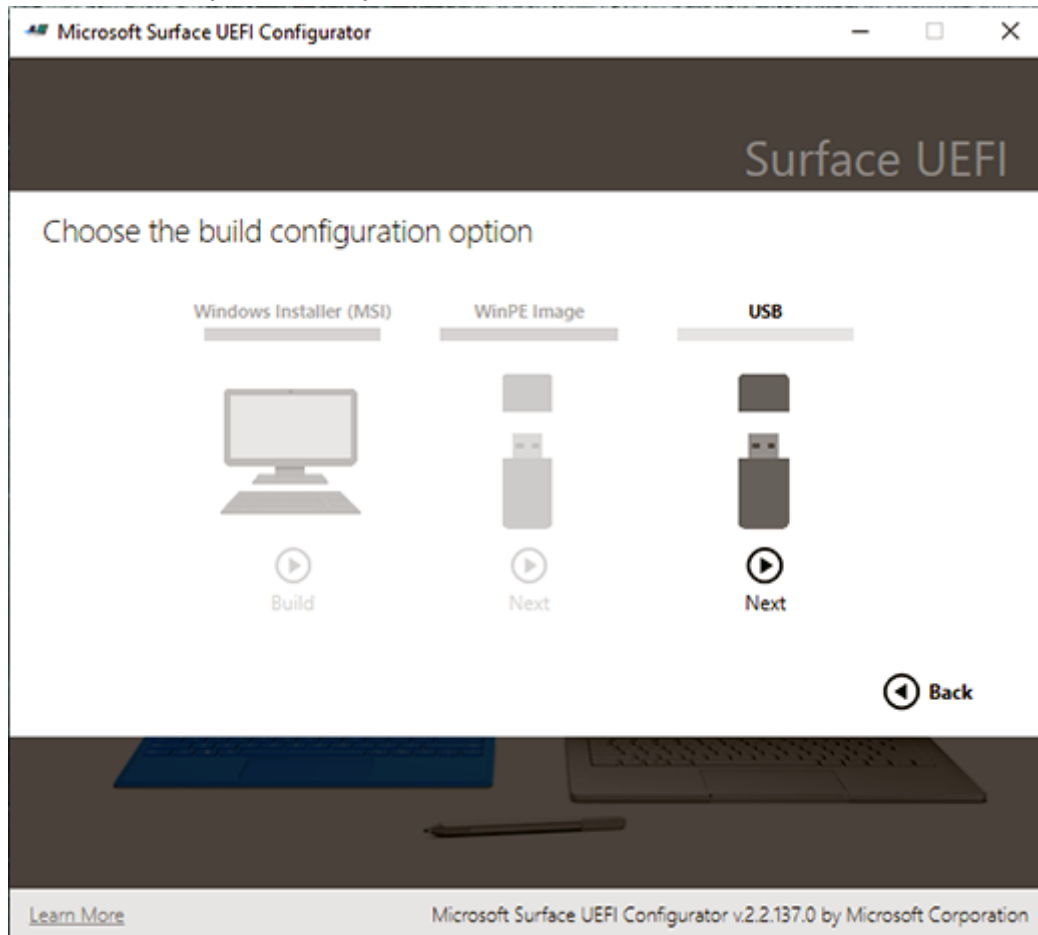 Microsoft Surface UEFI Configurator
Surface UEFI
Choose the build configuration option
Windows Installer (MSI)
WinPE Image
USB
Build
Next
Next
Back
Learn More
Microsoft Surface UEFI Configurator v.2.2.137.0 by Microsoft Corporation